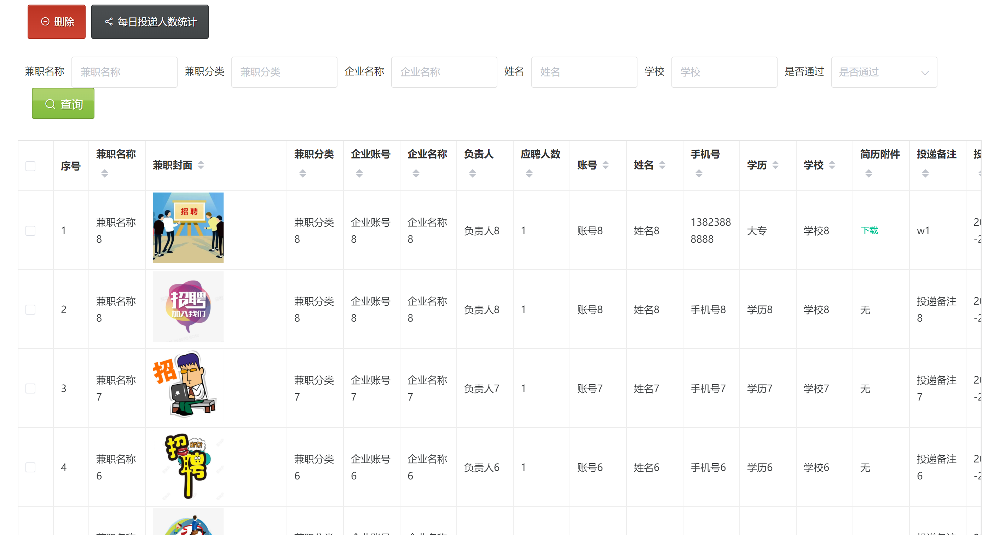 删除 每日投递人数统计
兼职名称 兼职名称 兼职分类 兼职分类 企业名称 企业名称 姓名 姓名 学校 学校 是否通过 是否通过
查询
序号 兼职名称 兼职封面 兼职分类 企业账号 企业名称 负责人 应聘人数 账号 姓名 手机号 学历 学校 简历附件 投递备注
招聘
1 兼职名称 兼职分类 企业账号 企业名称 负责人8 1 账号8 姓名8 1382388 大专 学校8 下载 w1
8 8 8 8 8888
招聘
加入我们
2 兼职名称 兼职分类 企业账号 企业名称 负责人8 1 账号8 姓名8 手机号8 学历8 学校8 无 投递备注
8 8 8 8 8
招
3 兼职名称 兼职分类 企业账号 企业名称 负责人7 1 账号7 姓名7 手机号7 学历7 学校7 无 投递备注
7 7 7 7 7
招聘
OMG!
4 兼职名称 兼职分类 企业账号 企业名称 负责人6 1 账号6 姓名6 手机号6 学历6 学校6 无 投递备注
6 6 6 6 6